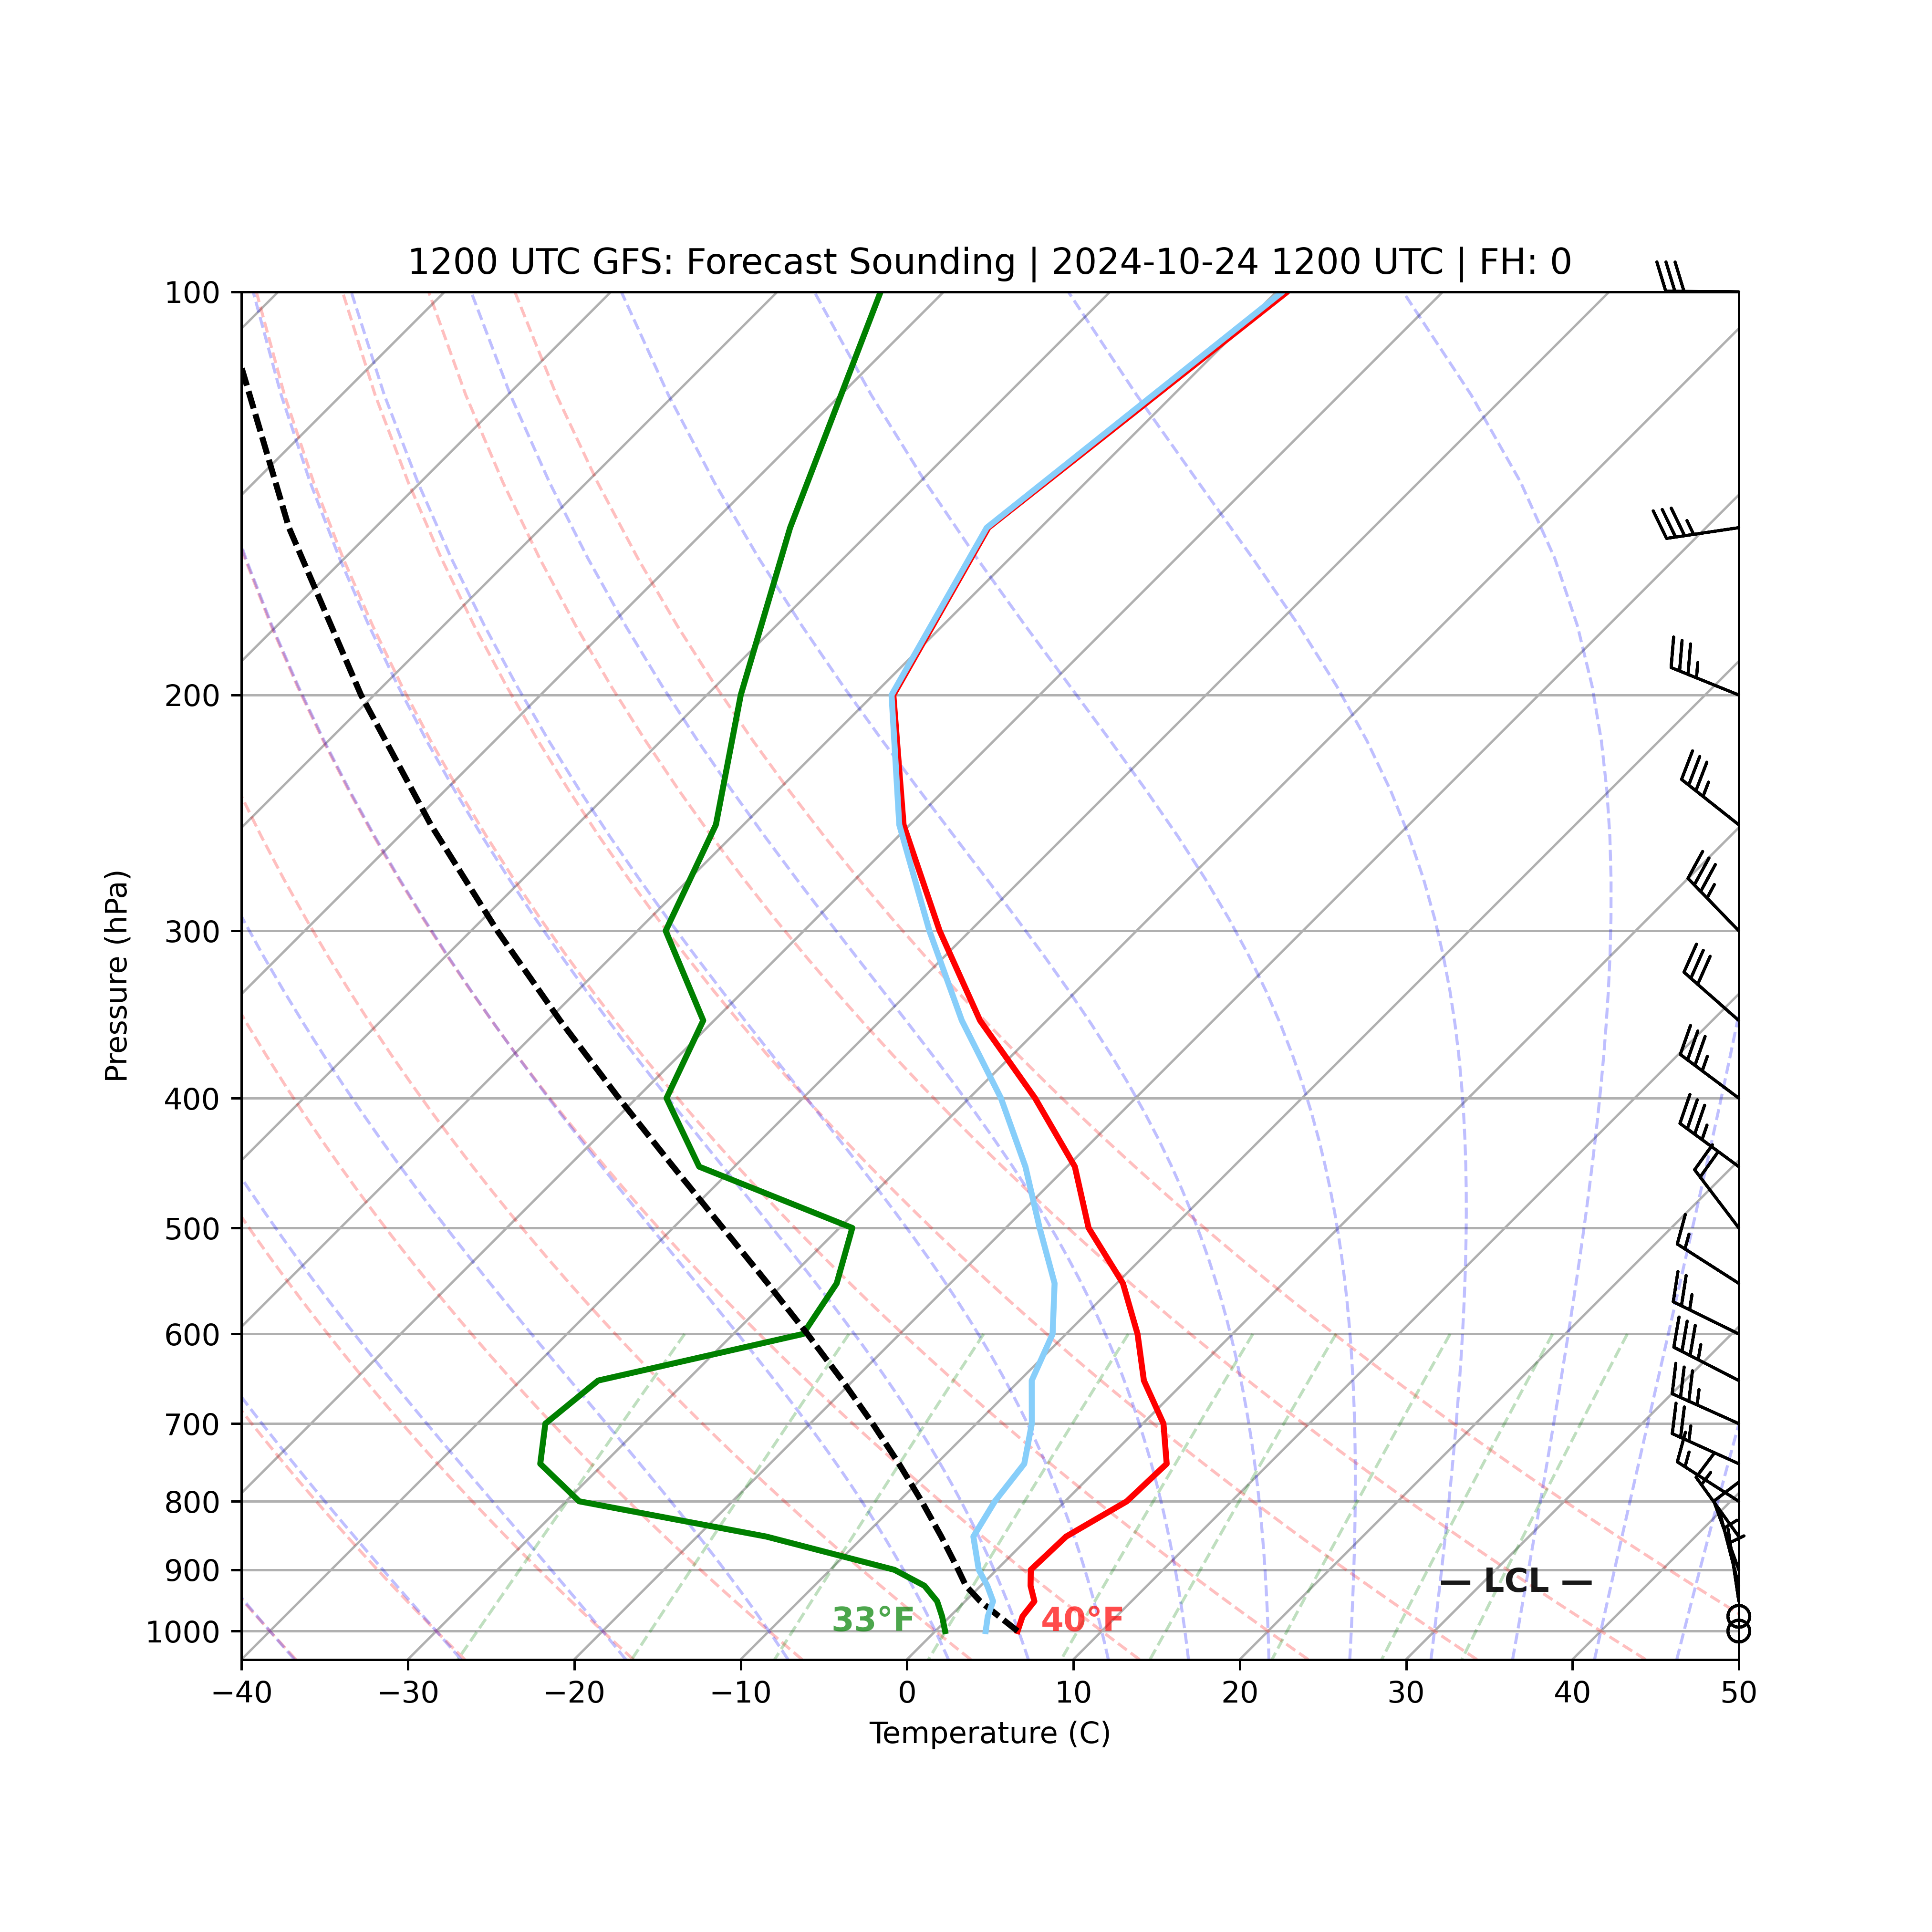 1200 UTC GFS: Forecast Sounding | 2024-10-24 1200 UTC | FH: 0
100
200
300
400
500
600
700
800
900
1000
Pressure (hPa)
— LCL —
33°F
40°F
−40 −30 −20 −10 0 10 20 30 40 50
Temperature (C)